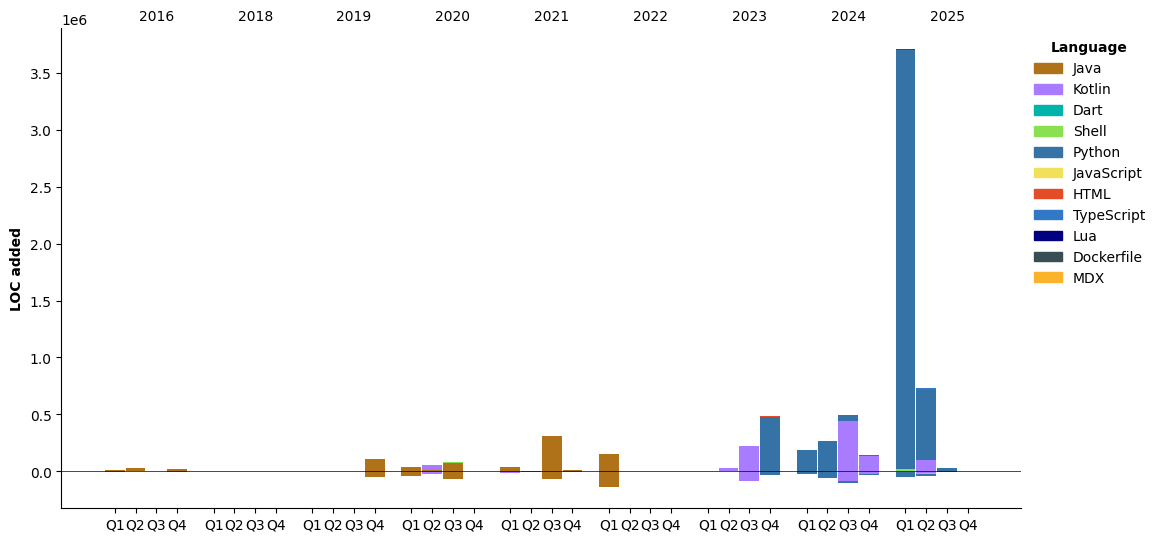 1e6
2016 2018 2019 2020 2021 2022 2023 2024 2025
LOC added
3.5
3.0
2.5
2.0
1.5
1.0
0.5
0.0
Q1 Q2 Q3 Q4 Q1 Q2 Q3 Q4 Q1 Q2 Q3 Q4 Q1 Q2 Q3 Q4 Q1 Q2 Q3 Q4 Q1 Q2 Q3 Q4 Q1 Q2 Q3 Q4 Q1 Q2 Q3 Q4 Q1 Q2 Q3 Q4
Language
Java
Kotlin
Dart
Shell
Python
JavaScript
HTML
TypeScript
Lua
Dockerfile
MDX